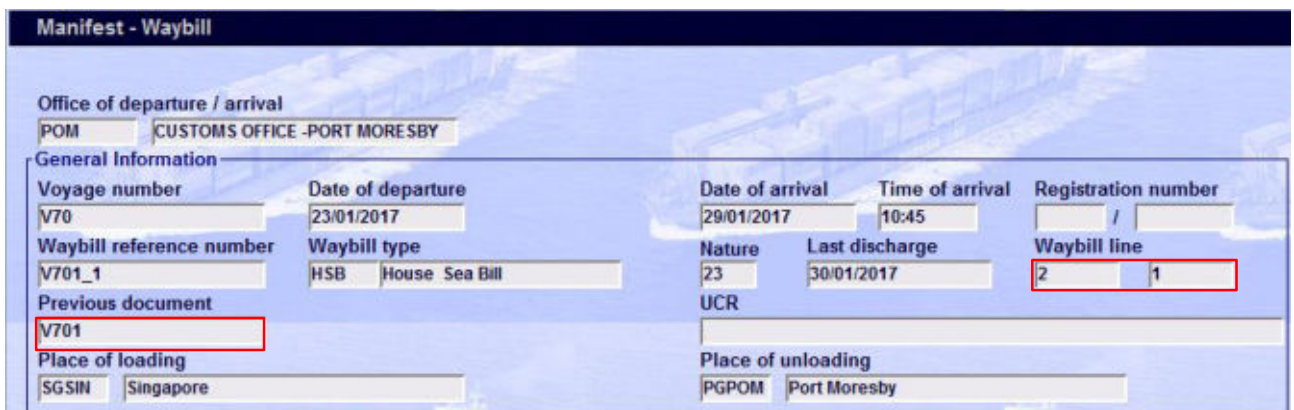 Manifest - Waybill
Office of departure / arrival
POM CUSTOMS OFFICE -PORT MORESBY
General Information
Voyage number Date of departure Date of arrival Time of arrival Registration number
V70 23/01/2017 29/01/2017 10:45 /
Waybill reference number Waybill type Nature Last discharge Waybill line
V701_1 HSB House Sea Bill 23 30/01/2017 2 1
Previous document UCR
V701
Place of loading Place of unloading
SGSIN Singapore PGPOM Port Moresby